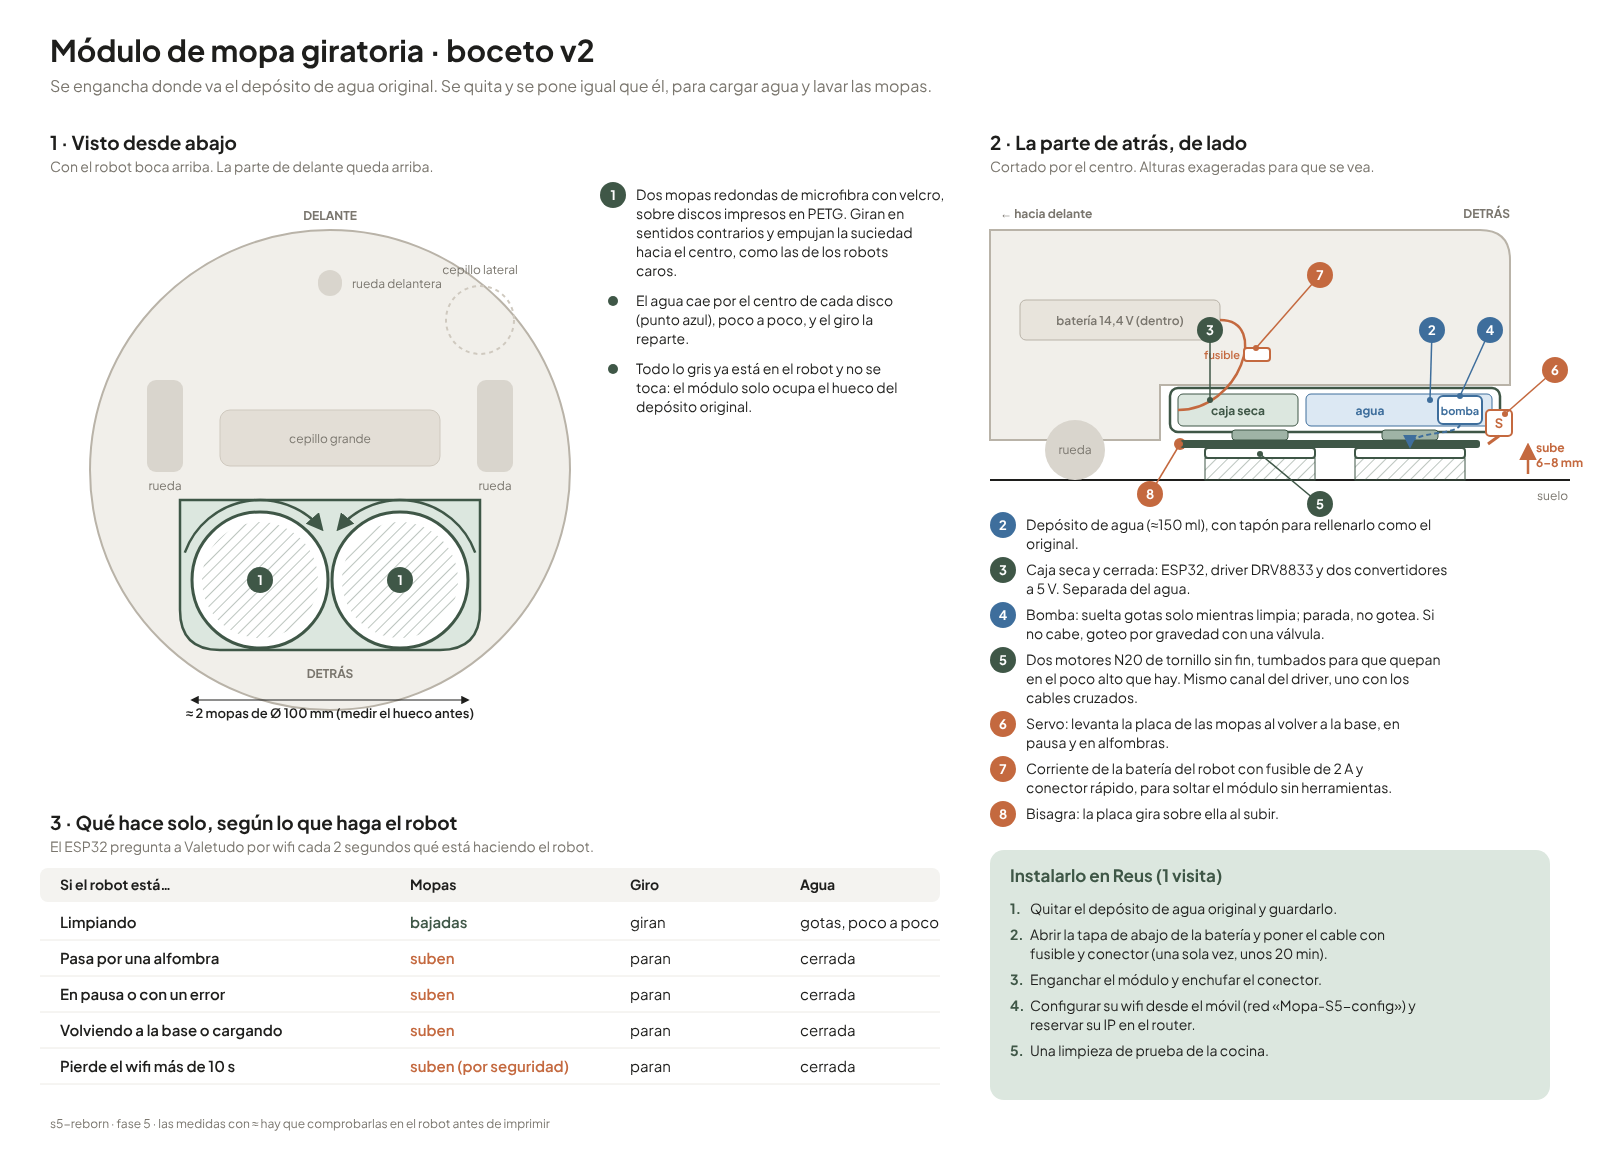 Módulo de mopa giratoria · boceto v2
Se engancha donde va el depósito de agua original. Se quita y se pone igual que él, para cargar agua y lavar las mopas.
1 · Visto desde abajo
Con el robot boca arriba. La parte de delante queda arriba.
DELANTE
cepillo lateral
rueda delantera
cepillo grande
rueda
rueda
1
1
DETRÁS
≈ 2 mopas de Ø 100 mm (medir el hueco antes)
1
Dos mopas redondas de microfibra con velcro,
sobre discos impresos en PETG. Giran en
sentidos contrarios y empujan la suciedad
hacia el centro, como las de los robots
caros.
El agua cae por el centro de cada disco
(punto azul), poco a poco, y el giro la
reparte.
Todo lo gris ya está en el robot y no se
toca: el módulo solo ocupa el hueco del
depósito original.
2 · La parte de atrás, de lado
Cortado por el centro. Alturas exageradas para que se vea.
← hacia delante
DETRÁS
7
batería 14,4 V (dentro)
3
2
4
fusible
6
caja seca
agua
bomba
S
rueda
sube
6–8 mm
8
5
suelo
2
Depósito de agua (≈150 ml), con tapón para rellenarlo como el
original.
3
Caja seca y cerrada: ESP32, driver DRV8833 y dos convertidores
a 5 V. Separada del agua.
4
Bomba: suelta gotas solo mientras limpia; parada, no gotea. Si
no cabe, goteo por gravedad con una válvula.
5
Dos motores N20 de tornillo sin fin, tumbados para que quepan
en el poco alto que hay. Mismo canal del driver, uno con los
cables cruzados.
6
Servo: levanta la placa de las mopas al volver a la base, en
pausa y en alfombras.
7
Corriente de la batería del robot con fusible de 2 A y
conector rápido, para soltar el módulo sin herramientas.
8
Bisagra: la placa gira sobre ella al subir.
3 · Qué hace solo, según lo que haga el robot
El ESP32 pregunta a Valetudo por wifi cada 2 segundos qué está haciendo el robot.
Si el robot está… Mopas Giro Agua
Limpiando bajadas giran gotas, poco a poco
Pasa por una alfombra suben paran cerrada
En pausa o con un error suben paran cerrada
Volviendo a la base o cargando suben paran cerrada
Pierde el wifi más de 10 s suben (por seguridad) paran cerrada
Instalarlo en Reus (1 visita)
1. Quitar el depósito de agua original y guardarlo.
2. Abrir la tapa de abajo de la batería y poner el cable con
fusible y conector (una sola vez, unos 20 min).
3. Enganchar el módulo y enchufar el conector.
4. Configurar su wifi desde el móvil (red «Mopa-S5-config») y
reservar su IP en el router.
5. Una limpieza de prueba de la cocina.
s5-reborn · fase 5 · las medidas con ≈ hay que comprobarlas en el robot antes de imprimir